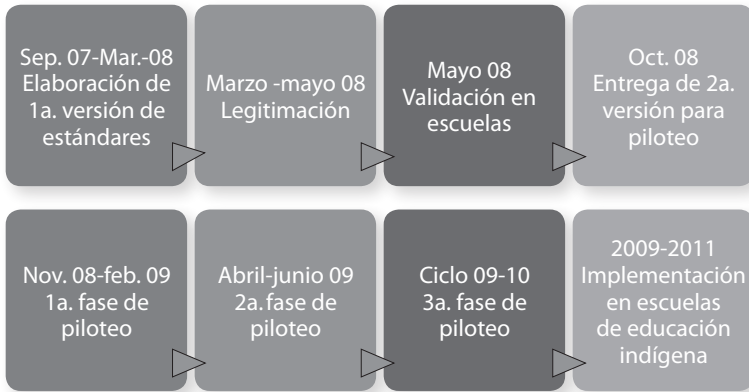 Sep. 07-Mar.-08
Elaboración de
1a. versión de
estándares
Marzo -mayo 08
Legitimación
Mayo 08
Validación en
escuelas
Oct. 08
Entrega de 2a.
versión para
piloteo
Nov. 08-feb. 09
1a. fase de
piloteo
Abril-junio 09
2a. fase de
piloteo
Ciclo 09-10
3a. fase de
piloteo
2009-2011
Implementación
en escuelas
de educación
indígena